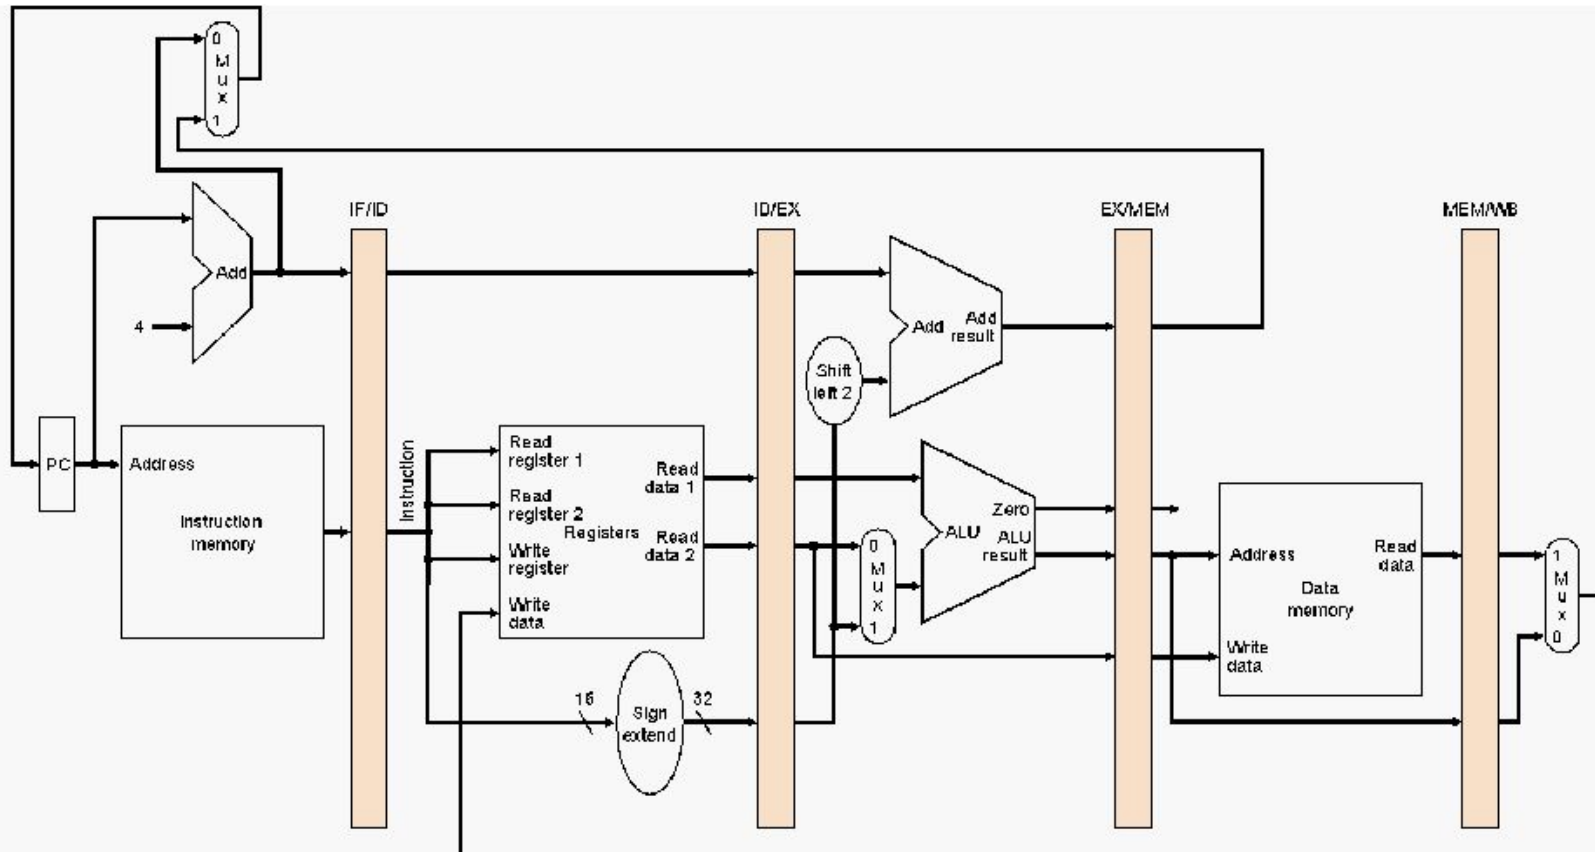 0
M
u
x
1
IF/ID
ID/EX
EX/MEM
MEM/WB
Add
4
Add
Add
result
Shift
left 2
PC
Address
Instruction
memory
Instruction
Read
register 1
Read
register 2
Write
register
Write
data
Registers
Read
data 1
Read
data 2
0
M
u
x
1
Zero
ALU
ALU
result
Address
Write
data
Data
memory
Read
data
1
M
u
x
0
16
Sign
extend
32